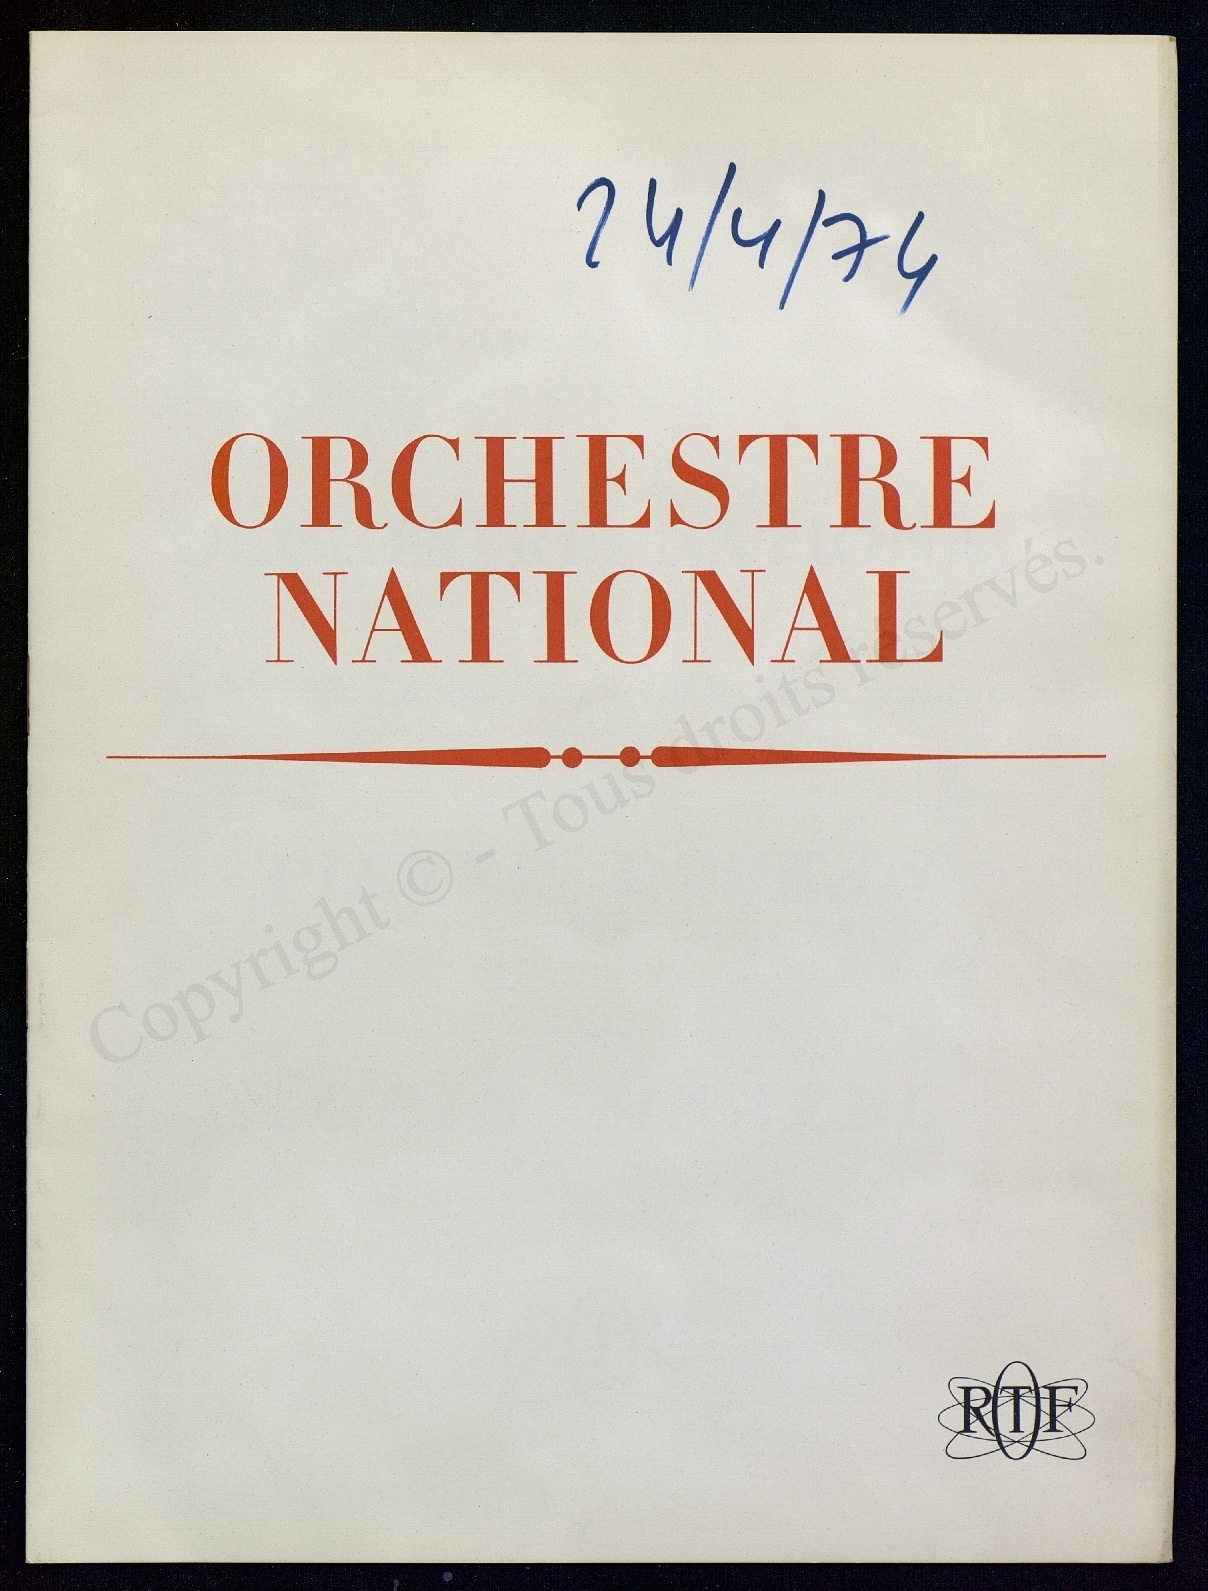 24/4/74
ORCHESTRE
NATIONAL
Copyright © - Tous droits réservés.
RTF